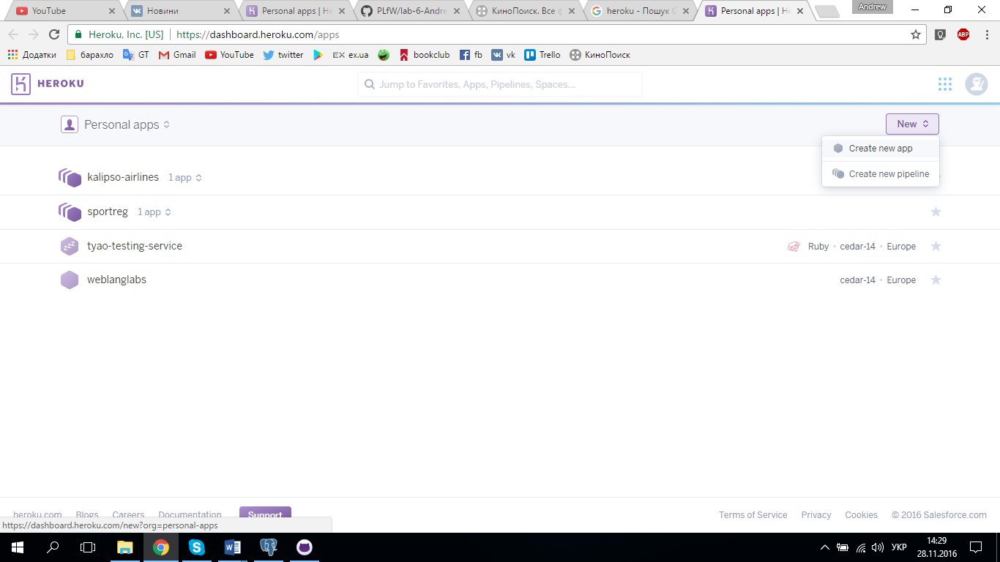 YouTube
Новини
Personal apps | He
PLfW/lab-6-Andre
КиноПоиск. Все ф
heroku - Пошук
Personal apps | He
Andrew
Heroku, Inc. [US]
https://dashboard.heroku.com/apps
ABP
Додатки
барахло
GT
Gmail
YouTube
twitter
EX ex.ua
bookclub
fb
vk
Trello
КиноПоиск
HEROKU
Jump to Favorites, Apps, Pipelines, Spaces...
Personal apps
New
Create new app
Create new pipeline
kalipso-airlines 1 app
sportreg 1 app
zzz tyao-testing-service Ruby • cedar-14 • Europe
weblanglabs cedar-14 • Europe
heroku.com Blogs Careers Documentation Support
Terms of Service Privacy Cookies © 2016 Salesforce.com
https://dashboard.heroku.com/new?org=personal-apps
УКР
14:29
28.11.2016